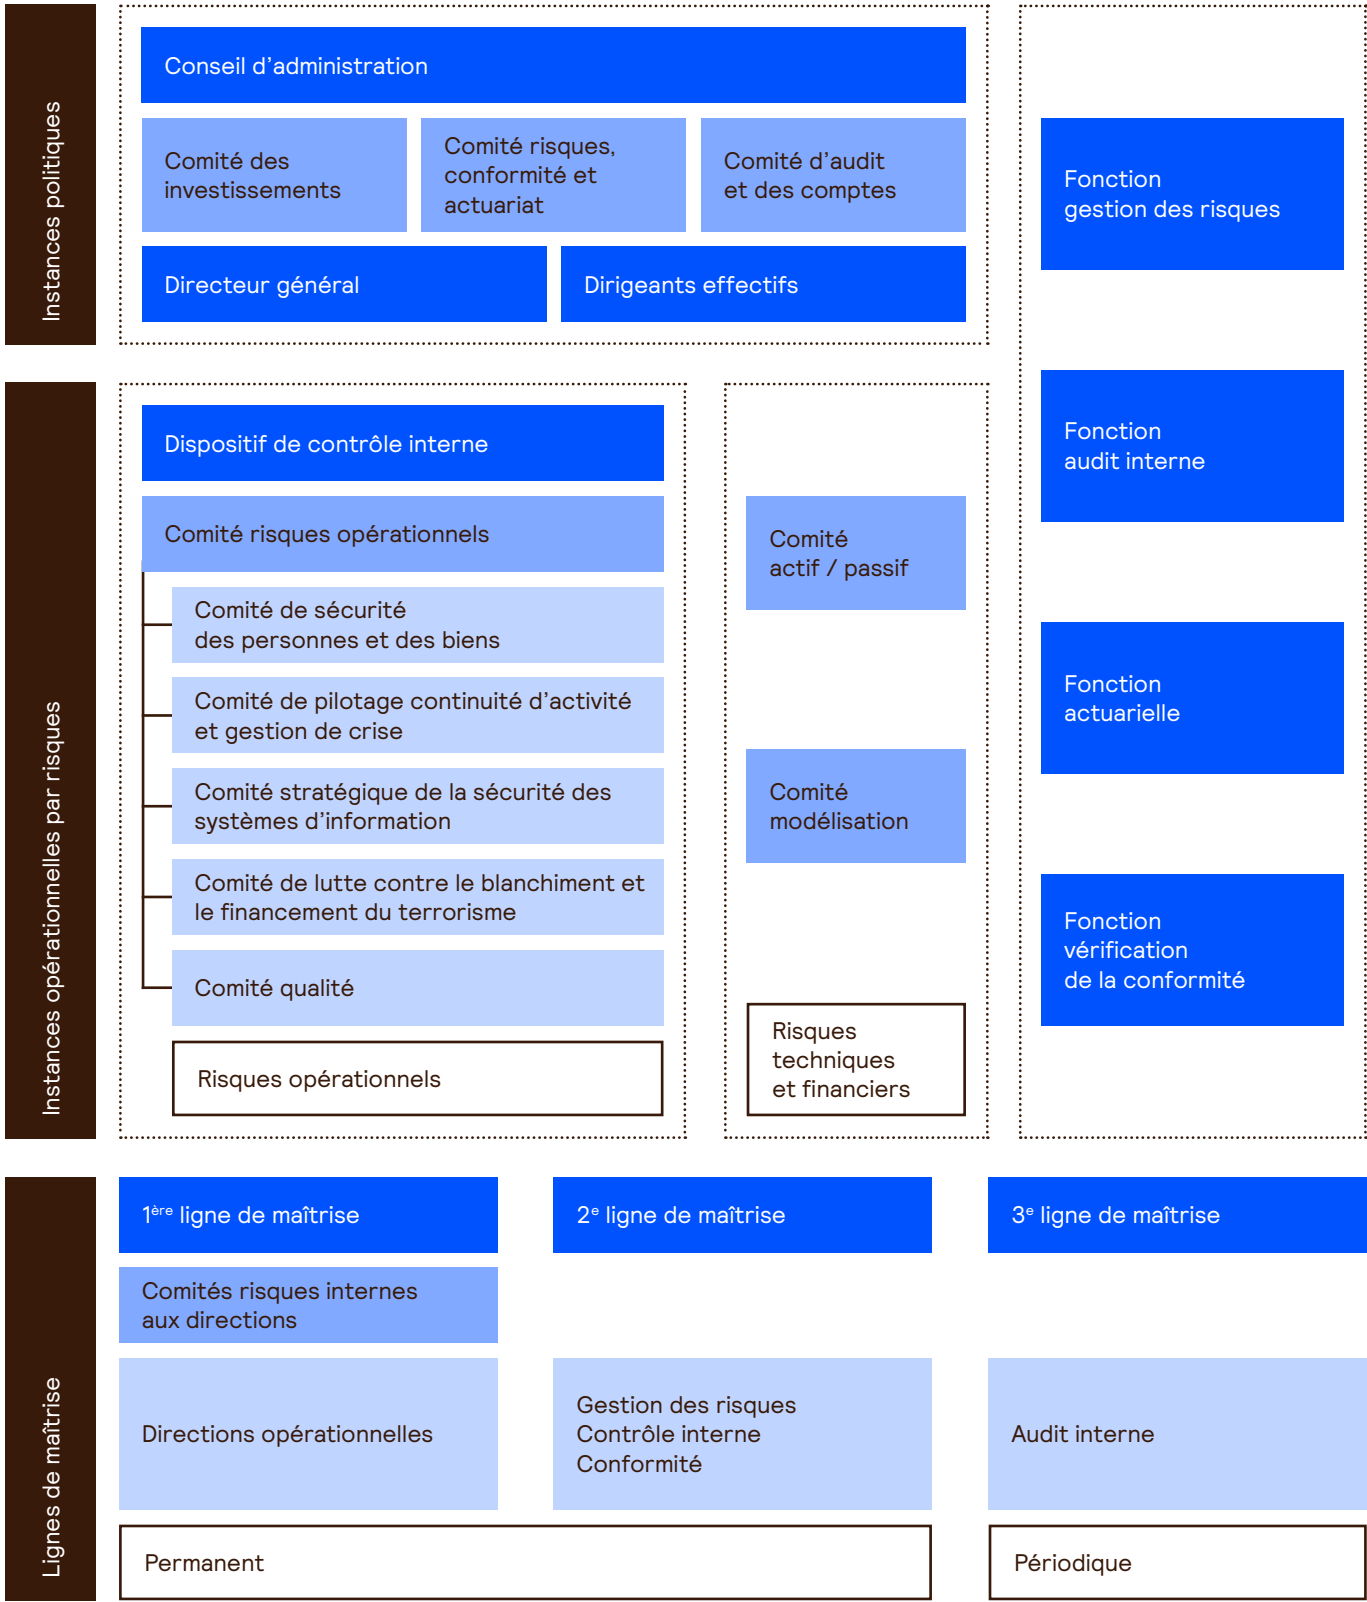 Instances politiques
Conseil d’administration
Comité des
investissements
Comité risques,
conformité et
actuariat
Comité d’audit
et des comptes
Directeur général
Dirigeants effectifs
Instances opérationnelles par risques
Dispositif de contrôle interne
Comité risques opérationnels
Comité de sécurité
des personnes et des biens
Comité de pilotage continuité d’activité
et gestion de crise
Comité stratégique de la sécurité des
systèmes d’information
Comité de lutte contre le blanchiment et
le financement du terrorisme
Comité qualité
Risques opérationnels
Comité
actif / passif
Comité
modélisation
Risques
techniques
et financiers
Fonction
gestion des risques
Fonction
audit interne
Fonction
actuarielle
Fonction
vérification
de la conformité
Lignes de maîtrise
1ère ligne de maîtrise
Comités risques internes
aux directions
Directions opérationnelles
2e ligne de maîtrise
Gestion des risques
Contrôle interne
Conformité
Permanent
3e ligne de maîtrise
Audit interne
Périodique